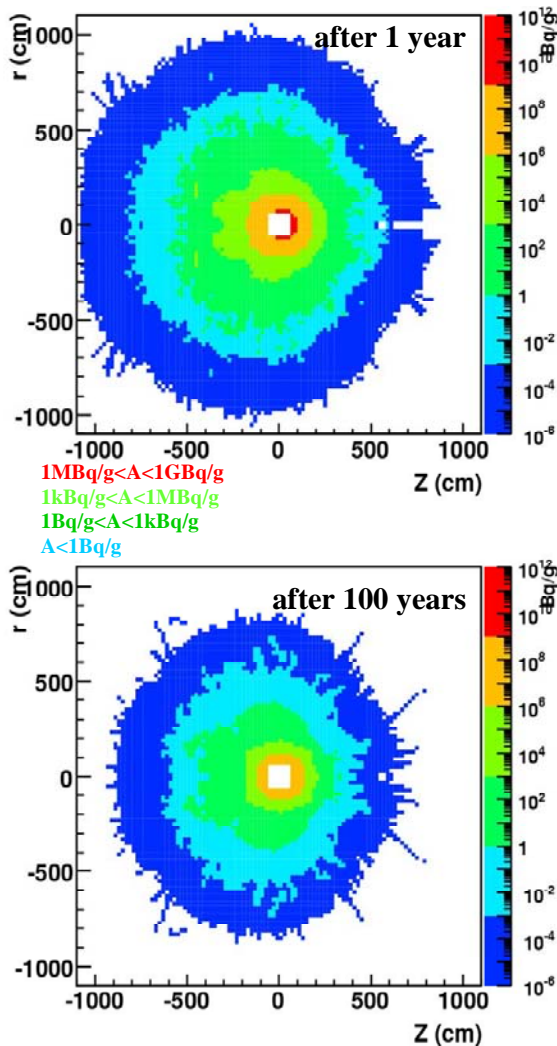 r (cm)
after 1 year
1000
500
0
-500
-1000
-1000 -500 0 500 1000
Z (cm)
10¹²
Bq/g
10¹⁰
10⁸
10⁶
10⁴
10²
1
10⁻²
10⁻⁴
10⁻⁶
1MBq/g<A<1GBq/g
1kBq/g<A<1MBq/g
1Bq/g<A<1kBq/g
A<1Bq/g
r (cm)
after 100 years
1000
500
0
-500
-1000
-1000 -500 0 500 1000
Z (cm)
10¹²
Bq/g
10¹⁰
10⁸
10⁶
10⁴
10²
1
10⁻²
10⁻⁴
10⁻⁶